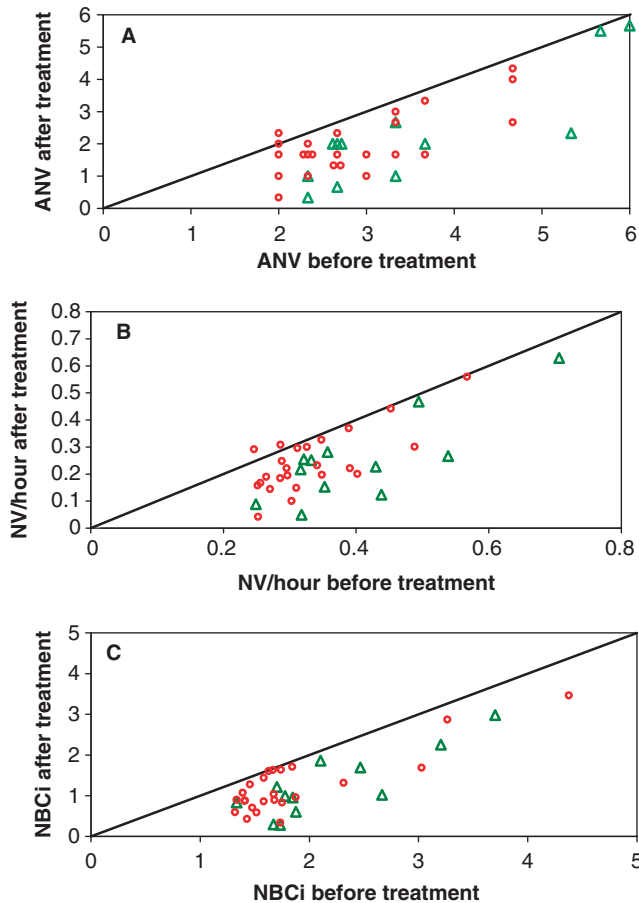 A
ANV after treatment
6
5
4
3
2
1
0
0 2 3 4 5 6
ANV before treatment
B
NV/hour after treatment
0.8
0.7
0.6
0.5
0.4
0.3
0.2
0.1
0
0 0.2 0.4 0.6 0.8
NV/hour before treatment
C
NBCi after treatment
5
4
3
2
1
0
0 1 2 3 4 5
NBCi before treatment